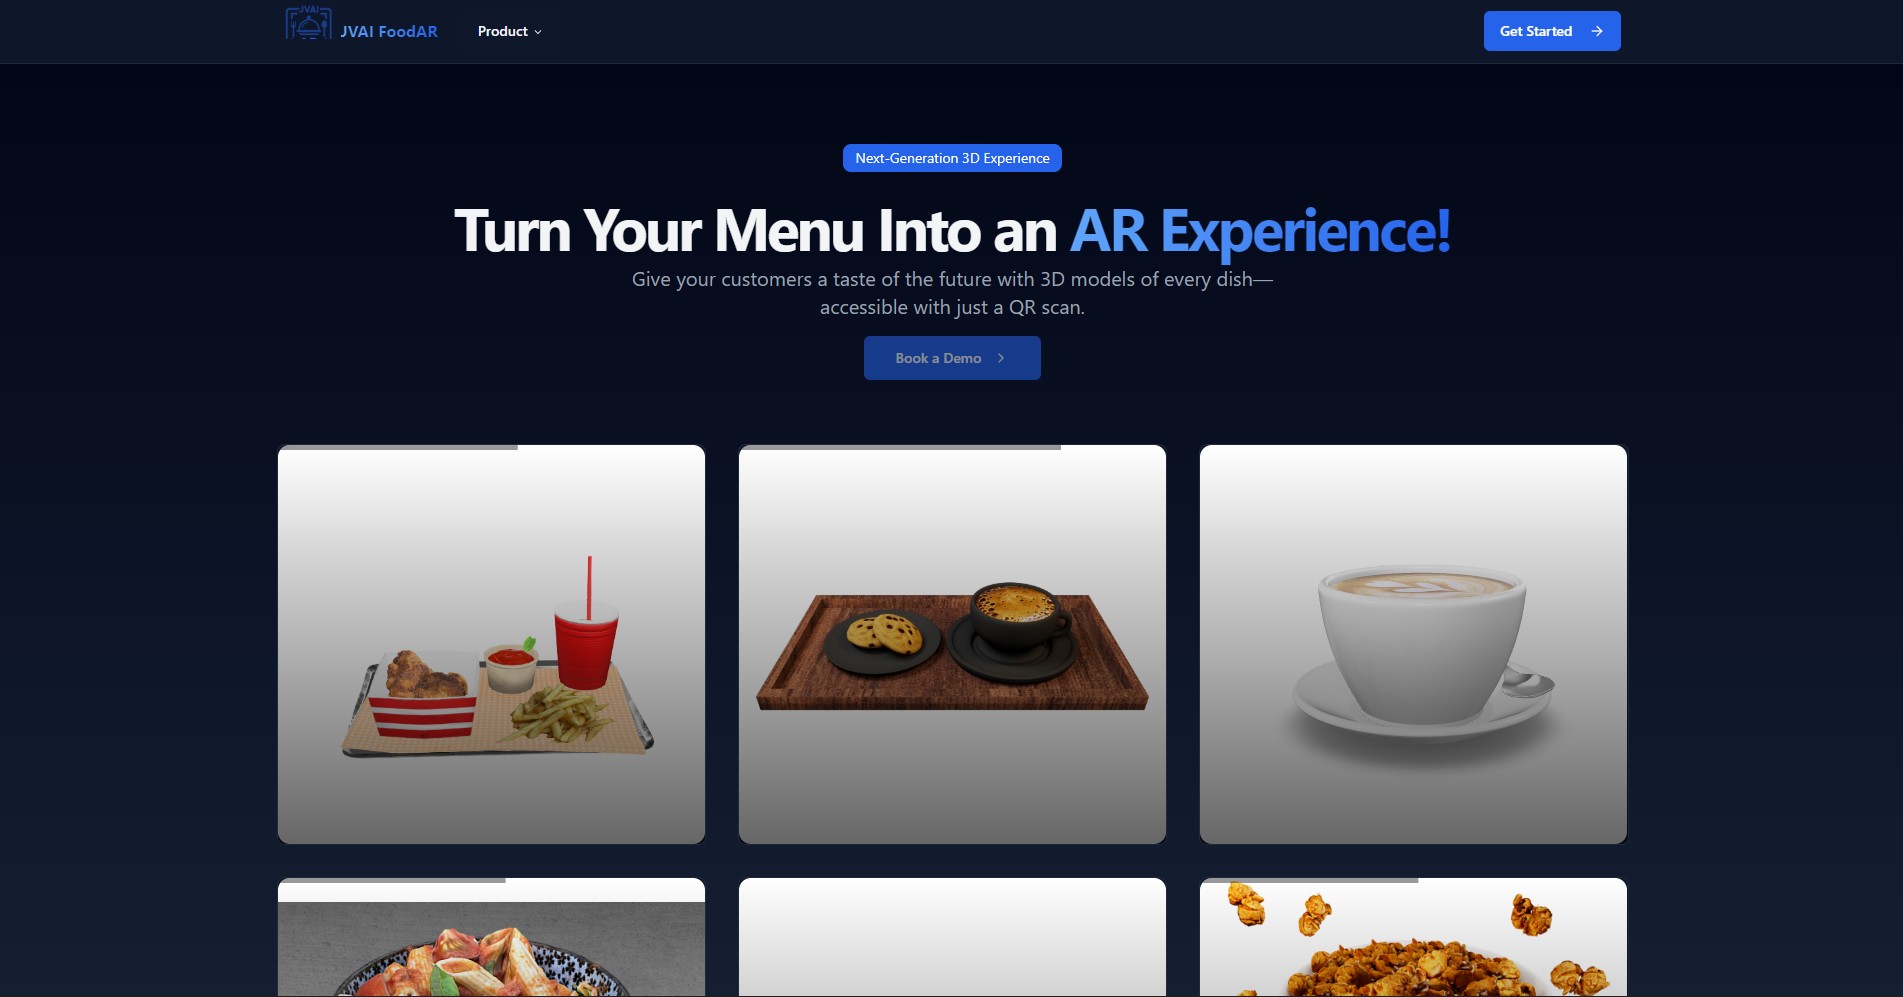 JVAI
JVAI FoodAR
Product
Get Started
Next-Generation 3D Experience
Turn Your Menu Into an AR Experience!
Give your customers a taste of the future with 3D models of every dish—
accessible with just a QR scan.
Book a Demo